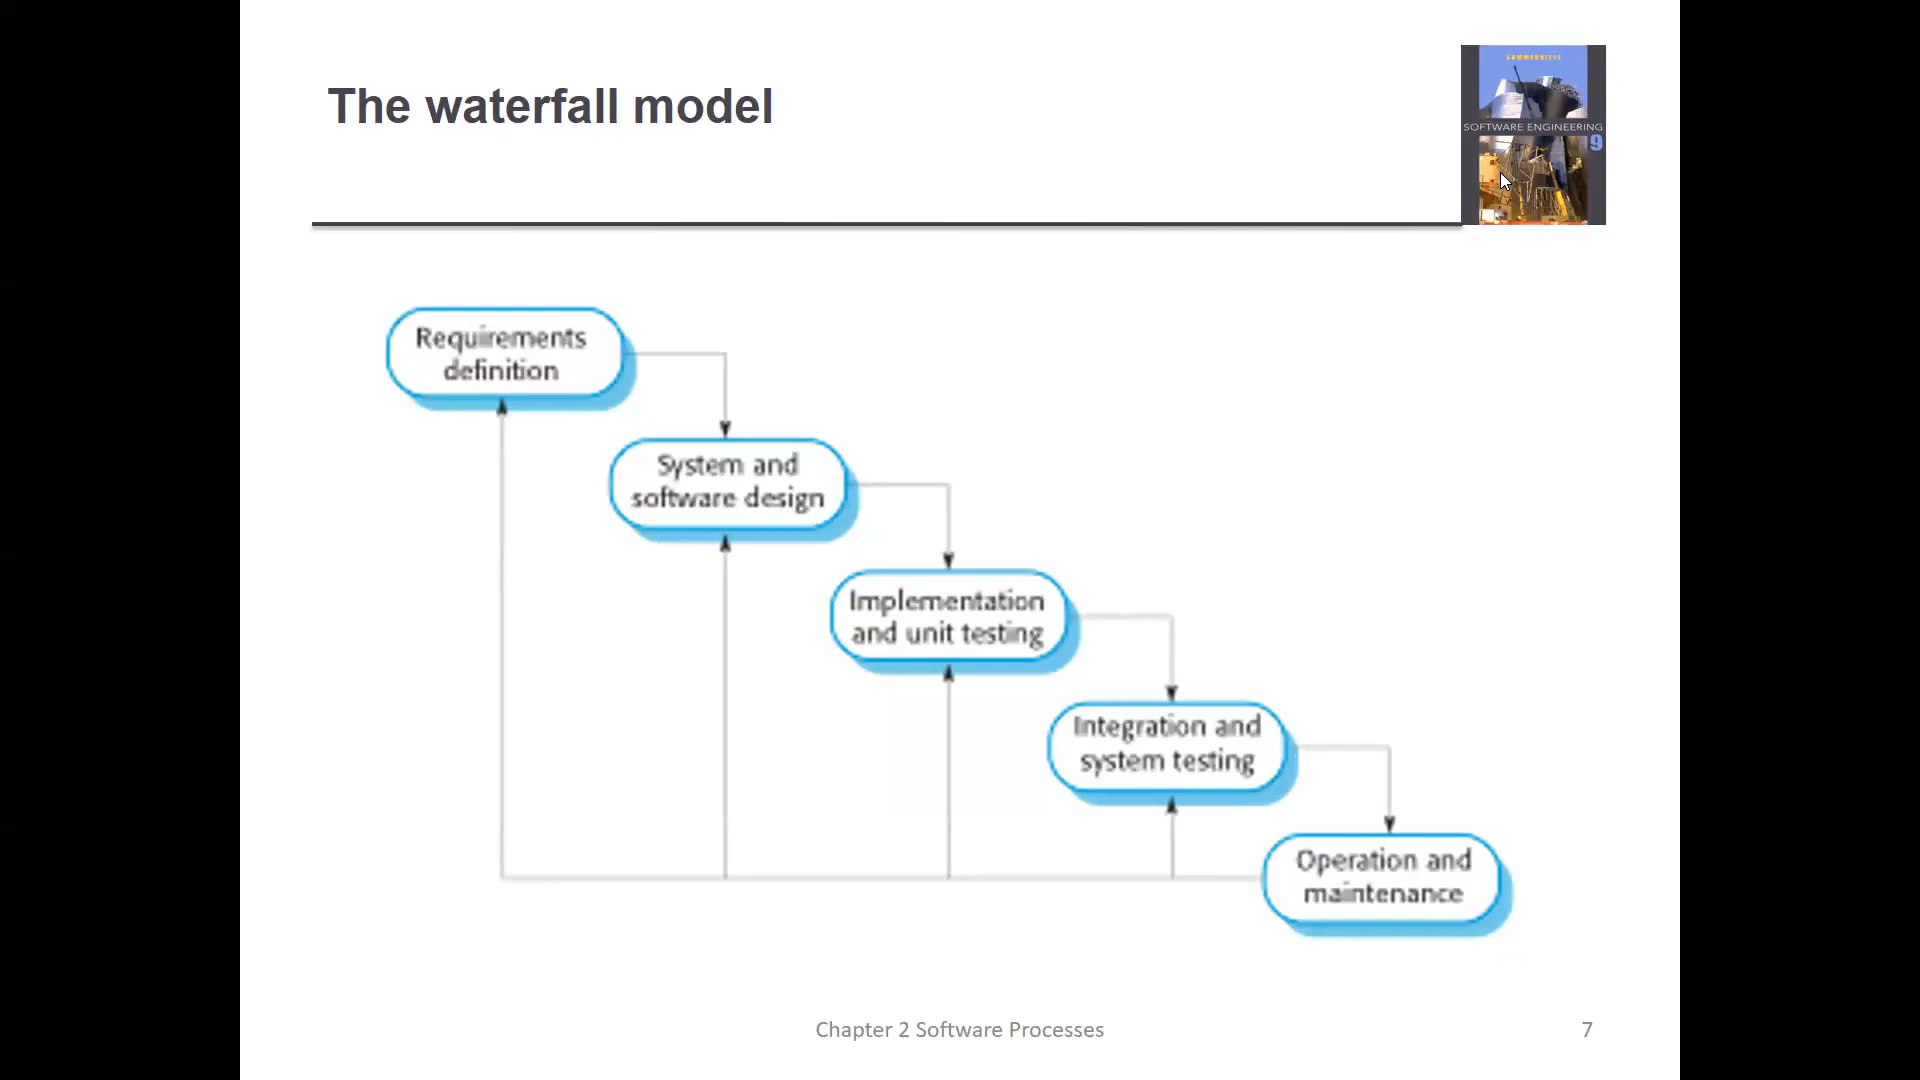 The waterfall model
SOMMERVILLE
SOFTWARE ENGINEERING
9
Requirements
definition
System and
software design
Implementation
and unit testing
Integration and
system testing
Operation and
maintenance
Chapter 2 Software Processes
7